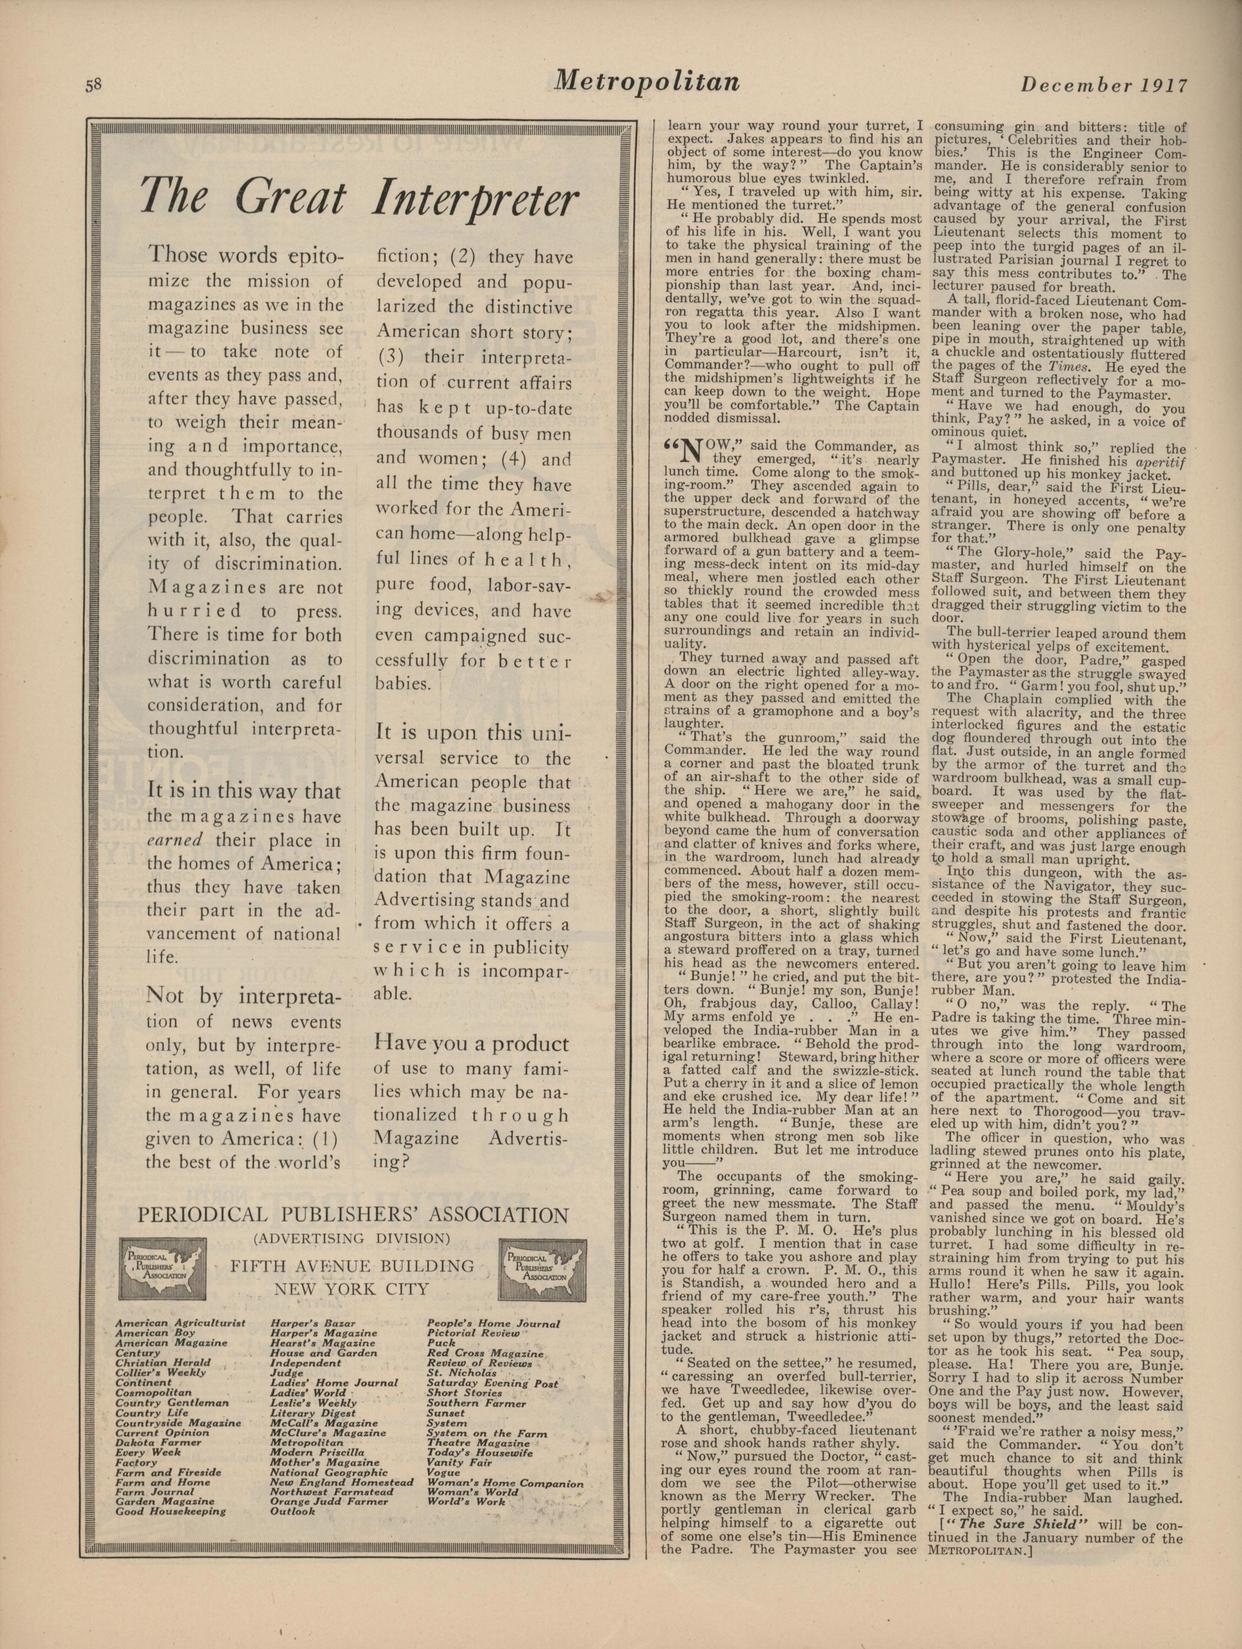 58
Metropolitan
December 1917
The Great Interpreter
Those words epito-
mize the mission of
magazines as we in the
magazine business see
it — to take note of
events as they pass and,
after they have passed,
to weigh their mean-
ing and importance,
and thoughtfully to in-
terpret them to the
people. That carries
with it, also, the qual-
ity of discrimination.
Magazines are not
hurried to press.
There is time for both
discrimination as to
what is worth careful
consideration, and for
thoughtful interpreta-
tion.
It is in this way that
the magazines have
earned their place in
the homes of America;
thus they have taken
their part in the ad-
vancement of national
life.
Not by interpreta-
tion of news events
only, but by interpre-
tation, as well, of life
in general. For years
the magazines have
given to America: (1)
the best of the world's
fiction; (2) they have
developed and popu-
larized the distinctive
American short story;
(3) their interpreta-
tion of current affairs
has kept up-to-date
thousands of busy men
and women; (4) and
all the time they have
worked for the Ameri-
can home—along help-
ful lines of health,
pure food, labor-sav-
ing devices, and have
even campaigned suc-
cessfully for better
babies.
It is upon this uni-
versal service to the
American people that
the magazine business
has been built up. It
is upon this firm foun-
dation that Magazine
Advertising stands and
from which it offers a
service in publicity
which is incompar-
able.
Have you a product
of use to many fami-
lies which may be na-
tionalized through
Magazine Advertis-
ing?
PERIODICAL PUBLISHERS' ASSOCIATION
(ADVERTISING DIVISION)
FIFTH AVENUE BUILDING
NEW YORK CITY
PERIODICAL
PUBLISHERS'
ASSOCIATION
PERIODICAL
PUBLISHERS'
ASSOCIATION
American Agriculturist
American Boy
American Magazine
Century
Christian Herald
Collier's Weekly
Continent
Cosmopolitan
Country Gentleman
Country Life
Countryside Magazine
Current Opinion
Dakota Farmer
Every Week
Factory
Farm and Fireside
Farm and Home
Farm Journal
Garden Magazine
Good Housekeeping
Harper's Bazar
Harper's Magazine
Hearst's Magazine
House and Garden
Independent
Judge
Ladies' Home Journal
Ladies' World
Leslie's Weekly
Literary Digest
McCall's Magazine
McClure's Magazine
Metropolitan
Modern Priscilla
Mother's Magazine
National Geographic
New England Homestead
Northwest Farmstead
Orange Judd Farmer
Outlook
People's Home Journal
Pictorial Review
Puck
Red Cross Magazine
Review of Reviews
St. Nicholas
Saturday Evening Post
Short Stories
Southern Farmer
Sunset
System
System on the Farm
Theatre Magazine
Today's Housewife
Vanity Fair
Vogue
Woman's Home Companion
Woman's World
World's Work
learn your way round your turret, I
expect. Jakes appears to find his an
object of some interest—do you know
him, by the way?" The Captain's
humorous blue eyes twinkled.
"Yes, I traveled up with him, sir.
He mentioned the turret."
"He probably did. He spends most
of his life in his. Well, I want you
to take the physical training of the
men in hand generally: there must be
more entries for the boxing cham-
pionship than last year. And, inci-
dentally, we've got to win the squad-
ron regatta this year. Also I want
you to look after the midshipmen.
They're a good lot, and there's one
in particular—Harcourt, isn't it,
Commander?—who ought to pull off
the midshipmen's lightweights if he
can keep down to the weight. Hope
you'll be comfortable." The Captain
nodded dismissal.
"NOW," said the Commander, as
they emerged, "it's nearly
lunch time. Come along to the smok-
ing-room." They ascended again to
the upper deck and forward of the
superstructure, descended a hatchway
to the main deck. An open door in the
armored bulkhead gave a glimpse
forward of a gun battery and a teem-
ing mess-deck intent on its mid-day
meal, where men jostled each other
so thickly round the crowded mess
tables that it seemed incredible that
any one could live for years in such
surroundings and retain an individ-
uality.
They turned away and passed aft
down an electric lighted alley-way.
A door on the right opened for a mo-
ment as they passed and emitted the
strains of a gramophone and a boy's
laughter.
"That's the gunroom," said the
Commander. He led the way round
a corner and past the bloated trunk
of an air-shaft to the other side of
the ship. "Here we are," he said,
and opened a mahogany door in the
white bulkhead. Through a doorway
beyond came the hum of conversation
and clatter of knives and forks where,
in the wardroom, lunch had already
commenced. About half a dozen mem-
bers of the mess, however, still occu-
pied the smoking-room: the nearest
to the door, a short, slightly built
Staff Surgeon, in the act of shaking
angostura bitters into a glass which
a steward proffered on a tray, turned
his head as the newcomers entered.
"Bunje!" he cried, and put the bit-
ters down. "Bunje! my son, Bunje!
Oh, frabjous day, Calloo, Callay!
My arms enfold ye . . ." He en-
veloped the India-rubber Man in a
bearlike embrace. "Behold the prod-
igal returning! Steward, bring hither
a fatted calf and the swizzle-stick.
Put a cherry in it and a slice of lemon
and eke crushed ice. My dear life!"
He held the India-rubber Man at an
arm's length. "Bunje, these are
moments when strong men sob like
little children. But let me introduce
you——"
The occupants of the smoking-
room, grinning, came forward to
greet the new messmate. The Staff
Surgeon named them in turn.
"This is the P. M. O. He's plus
two at golf. I mention that in case
he offers to take you ashore and play
you for half a crown. P. M. O., this
is Standish, a wounded hero and a
friend of my care-free youth." The
speaker rolled his r's, thrust his
head into the bosom of his monkey
jacket and struck a histrionic atti-
tude.
"Seated on the settee," he resumed,
"caressing an overfed bull-terrier,
we have Tweedledee, likewise over-
fed. Get up and say how d'you do
to the gentleman, Tweedledee."
A short, chubby-faced lieutenant
rose and shook hands rather shyly.
"Now," pursued the Doctor, "cast-
ing our eyes round the room at ran-
dom we see the Pilot—otherwise
known as the Merry Wrecker. The
portly gentleman in clerical garb
helping himself to a cigarette out
of some one else's tin—His Eminence
the Padre. The Paymaster you see
consuming gin and bitters: title of
pictures, 'Celebrities and their hob-
bies.' This is the Engineer Com-
mander. He is considerably senior to
me, and I therefore refrain from
being witty at his expense. Taking
advantage of the general confusion
caused by your arrival, the First
Lieutenant selects this moment to
peep into the turgid pages of an il-
lustrated Parisian journal I regret to
say this mess contributes to." The
lecturer paused for breath.
A tall, florid-faced Lieutenant Com-
mander with a broken nose, who had
been leaning over the paper table,
pipe in mouth, straightened up with
a chuckle and ostentatiously fluttered
the pages of the Times. He eyed the
Staff Surgeon reflectively for a mo-
ment and turned to the Paymaster.
"Have we had enough, do you
think, Pay?" he asked, in a voice of
ominous quiet.
"I almost think so," replied the
Paymaster. He finished his aperitif
and buttoned up his monkey jacket.
"Pills, dear," said the First Lieu-
tenant, in honeyed accents, "we're
afraid you are showing off before a
stranger. There is only one penalty
for that."
"The Glory-hole," said the Pay-
master, and hurled himself on the
Staff Surgeon. The First Lieutenant
followed suit, and between them they
dragged their struggling victim to the
door.
The bull-terrier leaped around them
with hysterical yelps of excitement.
"Open the door, Padre," gasped
the Paymaster as the struggle swayed
to and fro. "Garm! you fool, shut up."
The Chaplain complied with the
request with alacrity, and the three
interlocked figures and the estatic
dog floundered through out into the
flat. Just outside, in an angle formed
by the armor of the turret and the
wardroom bulkhead, was a small cup-
board. It was used by the flat-
sweeper and messengers for the
stowage of brooms, polishing paste,
caustic soda and other appliances of
their craft, and was just large enough
to hold a small man upright.
Into this dungeon, with the as-
sistance of the Navigator, they suc-
ceeded in stowing the Staff Surgeon,
and despite his protests and frantic
struggles, shut and fastened the door.
"Now," said the First Lieutenant,
"let's go and have some lunch."
"But you aren't going to leave him
there, are you?" protested the India-
rubber Man.
"O no," was the reply. "The
Padre is taking the time. Three min-
utes we give him." They passed
through into the long wardroom,
where a score or more of officers were
seated at lunch round the table that
occupied practically the whole length
of the apartment. "Come and sit
here next to Thorogood—you trav-
eled up with him, didn't you?"
The officer in question, who was
ladling stewed prunes onto his plate,
grinned at the newcomer.
"Here you are," he said gaily.
"Pea soup and boiled pork, my lad,"
and passed the menu. "Mouldy's
vanished since we got on board. He's
probably lunching in his blessed old
turret. I had some difficulty in re-
straining him from trying to put his
arms round it when he saw it again.
Hullo! Here's Pills. Pills, you look
rather warm, and your hair wants
brushing."
"So would yours if you had been
set upon by thugs," retorted the Doc-
tor as he took his seat. "Pea soup,
please. Ha! There you are, Bunje.
Sorry I had to slip it across Number
One and the Pay just now. However,
boys will be boys, and the least said
soonest mended."
"'Fraid we're rather a noisy mess,"
said the Commander. "You don't
get much chance to sit and think
beautiful thoughts when Pills is
about. Hope you'll get used to it."
The India-rubber Man laughed.
"I expect so," he said.
["The Sure Shield" will be con-
tinued in the January number of the
METROPOLITAN.]